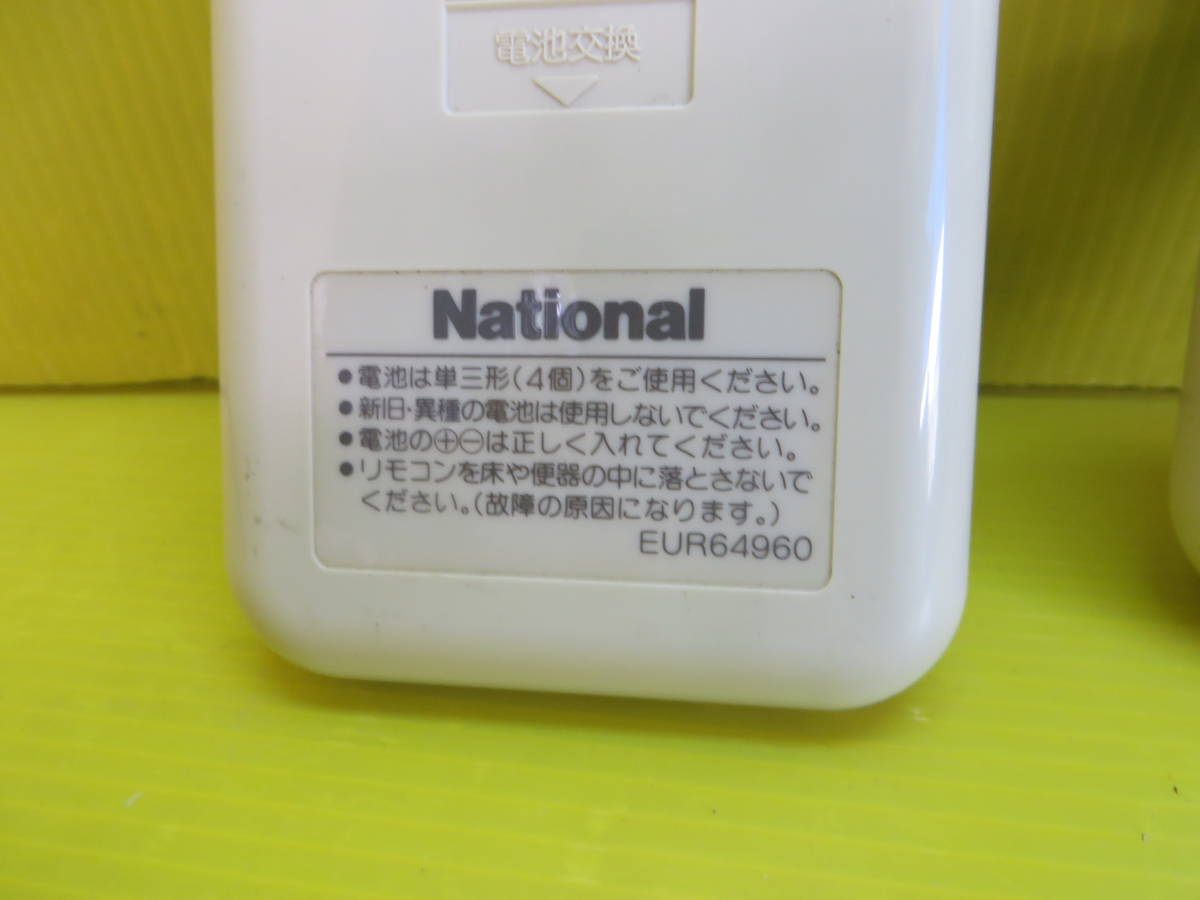 電池交換
National
●電池は単三形(4個)をご使用ください。
●新旧・異種の電池は使用しないでください。
●電池の⊕⊖は正しく入れてください。
●リモコンを床や便器の中に落とさないで
ください。(故障の原因になります。)
EUR64960